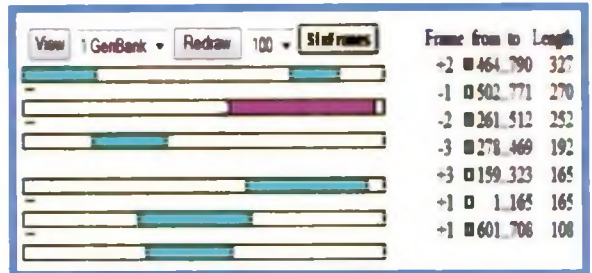 View 1 GenBank Redraw 100 SixFrames
Frame from to Length
+2 464..790 327
-1 502..771 270
-2 261..512 252
-3 278..469 192
+3 159..323 165
+1 1..165 165
+1 601..708 108